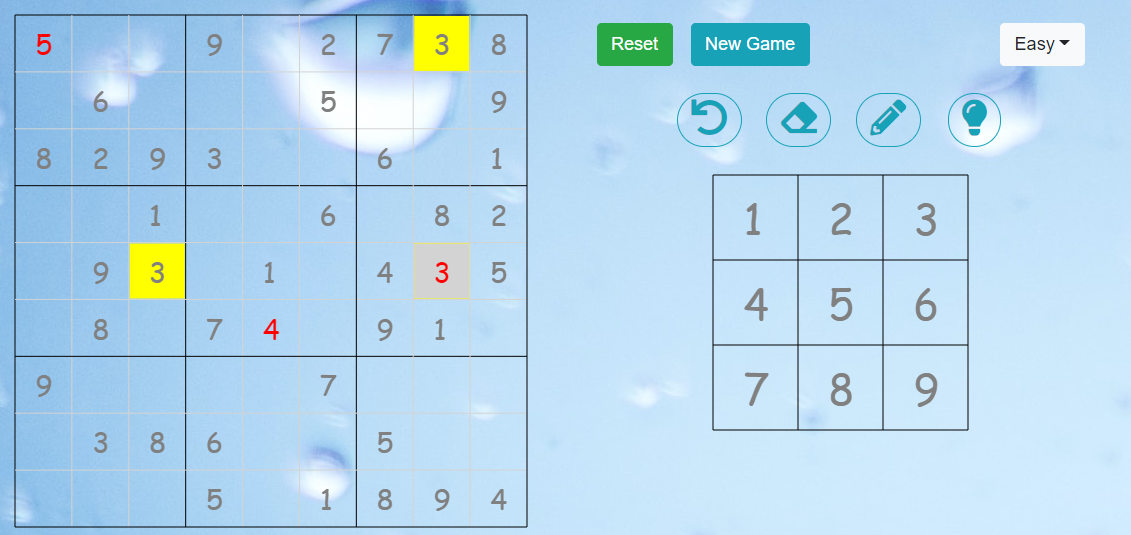 5 9 2 7 3 8
6 5 9
8 2 9 3 6 1
1 6 8 2
9 3 1 4 3 5
8 7 4 9 1
9 7
3 8 6 5
5 1 8 9 4
Reset New Game Easy
1 2 3
4 5 6
7 8 9